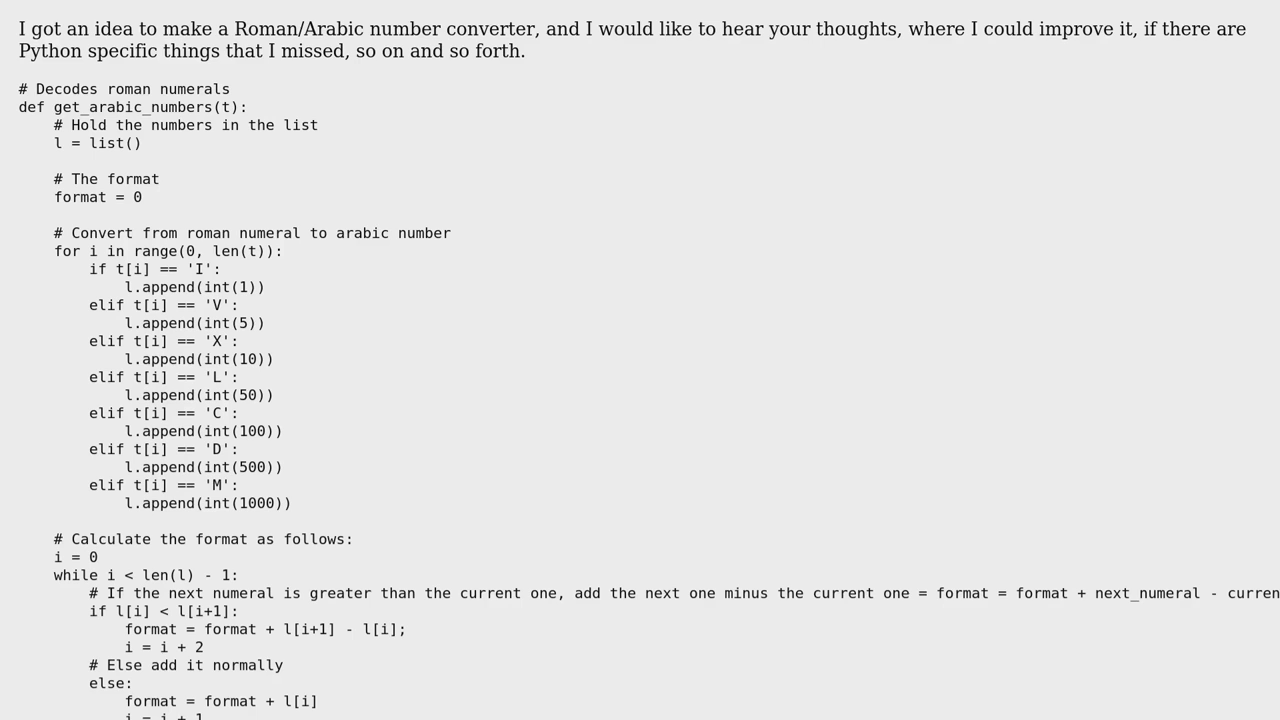 I got an idea to make a Roman/Arabic number converter, and I would like to hear your thoughts, where I could improve it, if there are
Python specific things that I missed, so on and so forth.
# Decodes roman numerals
def get_arabic_numbers(t):
    # Hold the numbers in the list
    l = list()
    # The format
    format = 0
    # Convert from roman numeral to arabic number
    for i in range(0, len(t)):
        if t[i] == 'I':
            l.append(int(1))
        elif t[i] == 'V':
            l.append(int(5))
        elif t[i] == 'X':
            l.append(int(10))
        elif t[i] == 'L':
            l.append(int(50))
        elif t[i] == 'C':
            l.append(int(100))
        elif t[i] == 'D':
            l.append(int(500))
        elif t[i] == 'M':
            l.append(int(1000))
    # Calculate the format as follows:
    i = 0
    while i < len(l) - 1:
        # If the next numeral is greater than the current one, add the next one minus the current one = format = format + next_numeral - curren
        if l[i] < l[i+1]:
            format = format + l[i+1] - l[i];
            i = i + 2
        # Else add it normally
        else:
            format = format + l[i]
            i = i + 1